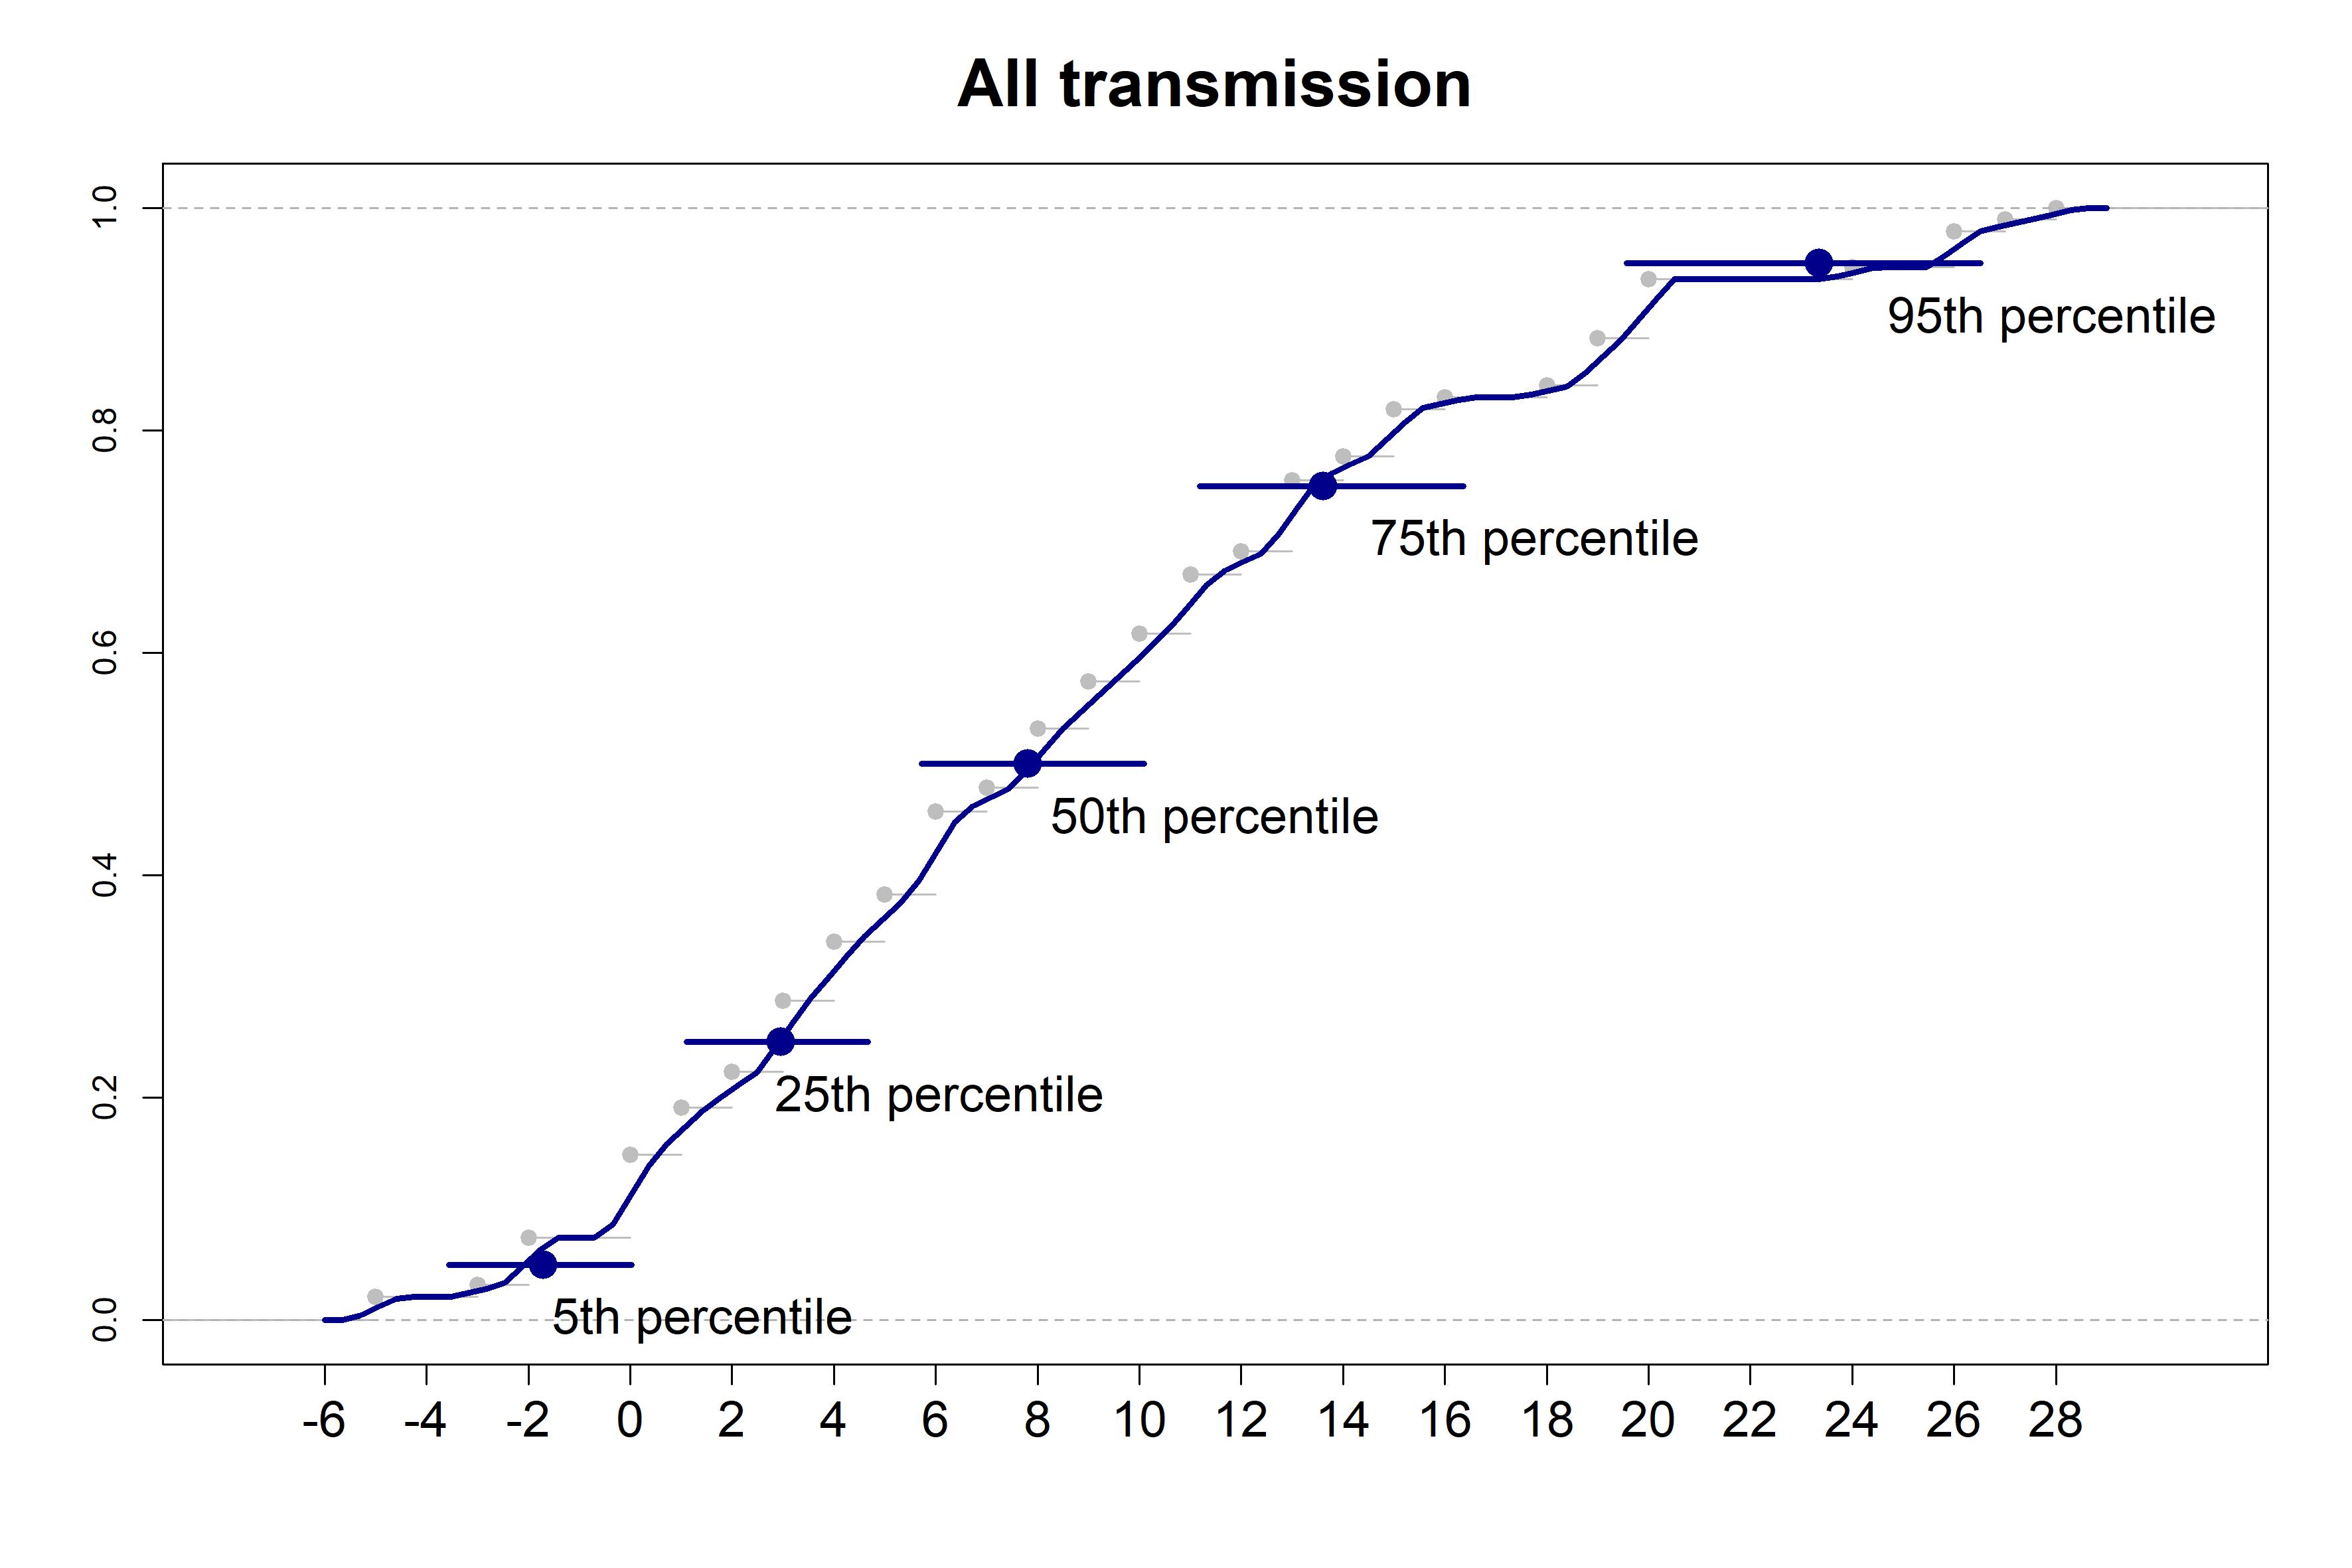 All transmission
1.0
0.8
0.6
0.4
0.2
0.0
95th percentile
75th percentile
50th percentile
25th percentile
5th percentile
-6 -4 -2 0 2 4 6 8 10 12 14 16 18 20 22 24 26 28